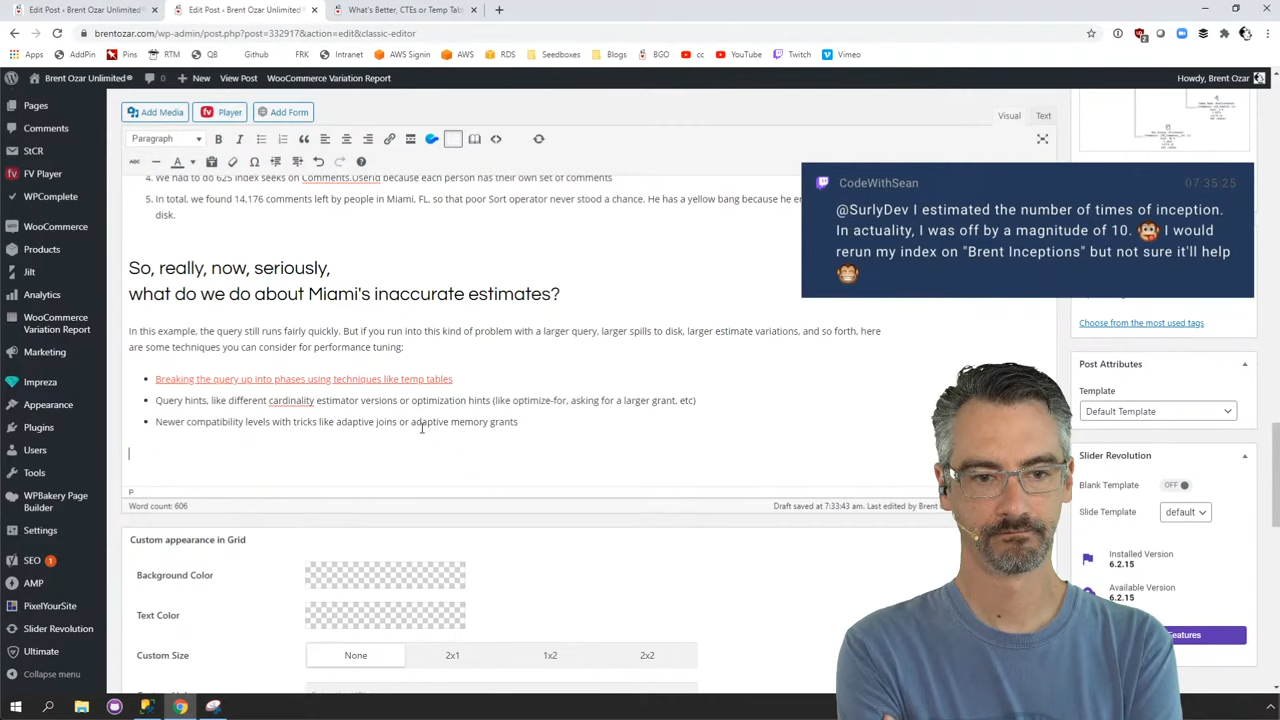 Edit Post ‹ Brent Ozar Unlimited®
Edit Post ‹ Brent Ozar Unlimited®
What's Better, CTEs or Temp Tab
brentozar.com/wp-admin/post.php?post=332917&action=edit&classic-editor
Apps
AddPin
Pins
RTM
QB
Github
FRK
Intranet
AWS Signin
AWS
RDS
Seedboxes
Blogs
BGO
cc
YouTube
Twitch
Vimeo
Brent Ozar Unlimited®
0
New
View Post
WooCommerce Variation Report
Howdy, Brent Ozar
Pages
Comments
StCR
FV Player
WPComplete
WooCommerce
Products
Jilt
Analytics
WooCommerce
Variation Report
Marketing
Impreza
Appearance
Plugins
Users
Tools
WPBakery Page
Builder
Settings
SEO 1
AMP
PixelYourSite
Slider Revolution
Ultimate
Collapse menu
Add Media
Player
Add Form
Visual
Text
Paragraph
4. We had to do 625 index seeks on Comments.UserId because each person has their own set of comments
5. In total, we found 14,176 comments left by people in Miami, FL, so that poor Sort operator never stood a chance. He has a yellow bang because he
disk.
So, really, now, seriously,
what do we do about Miami's inaccurate estimates?
In this example, the query still runs fairly quickly. But if you run into this kind of problem with a larger query, larger spills to disk, larger estimate variations, and so forth, here
are some techniques you can consider for performance tuning:
• Breaking the query up into phases using techniques like temp tables
• Query hints, like different cardinality estimator versions or optimization hints (like optimize-for, asking for a larger grant, etc)
• Newer compatibility levels with tricks like adaptive joins or adaptive memory grants
P
Word count: 606
Draft saved at 7:33:43 am. Last edited by Brent
Custom appearance in Grid
Background Color
Text Color
Custom Size
None
2x1
1x2
2x2
CodeWithSean
07:35:25
@SurlyDev I estimated the number of times of inception.
In actuality, I was off by a magnitude of 10. I would
rerun my index on "Brent Inceptions" but not sure it'll help
Choose from the most used tags
Post Attributes
Template
Default Template
Slider Revolution
Blank Template
OFF
Slide Template
default
Installed Version
6.2.15
Available Version
6.2.15
Features